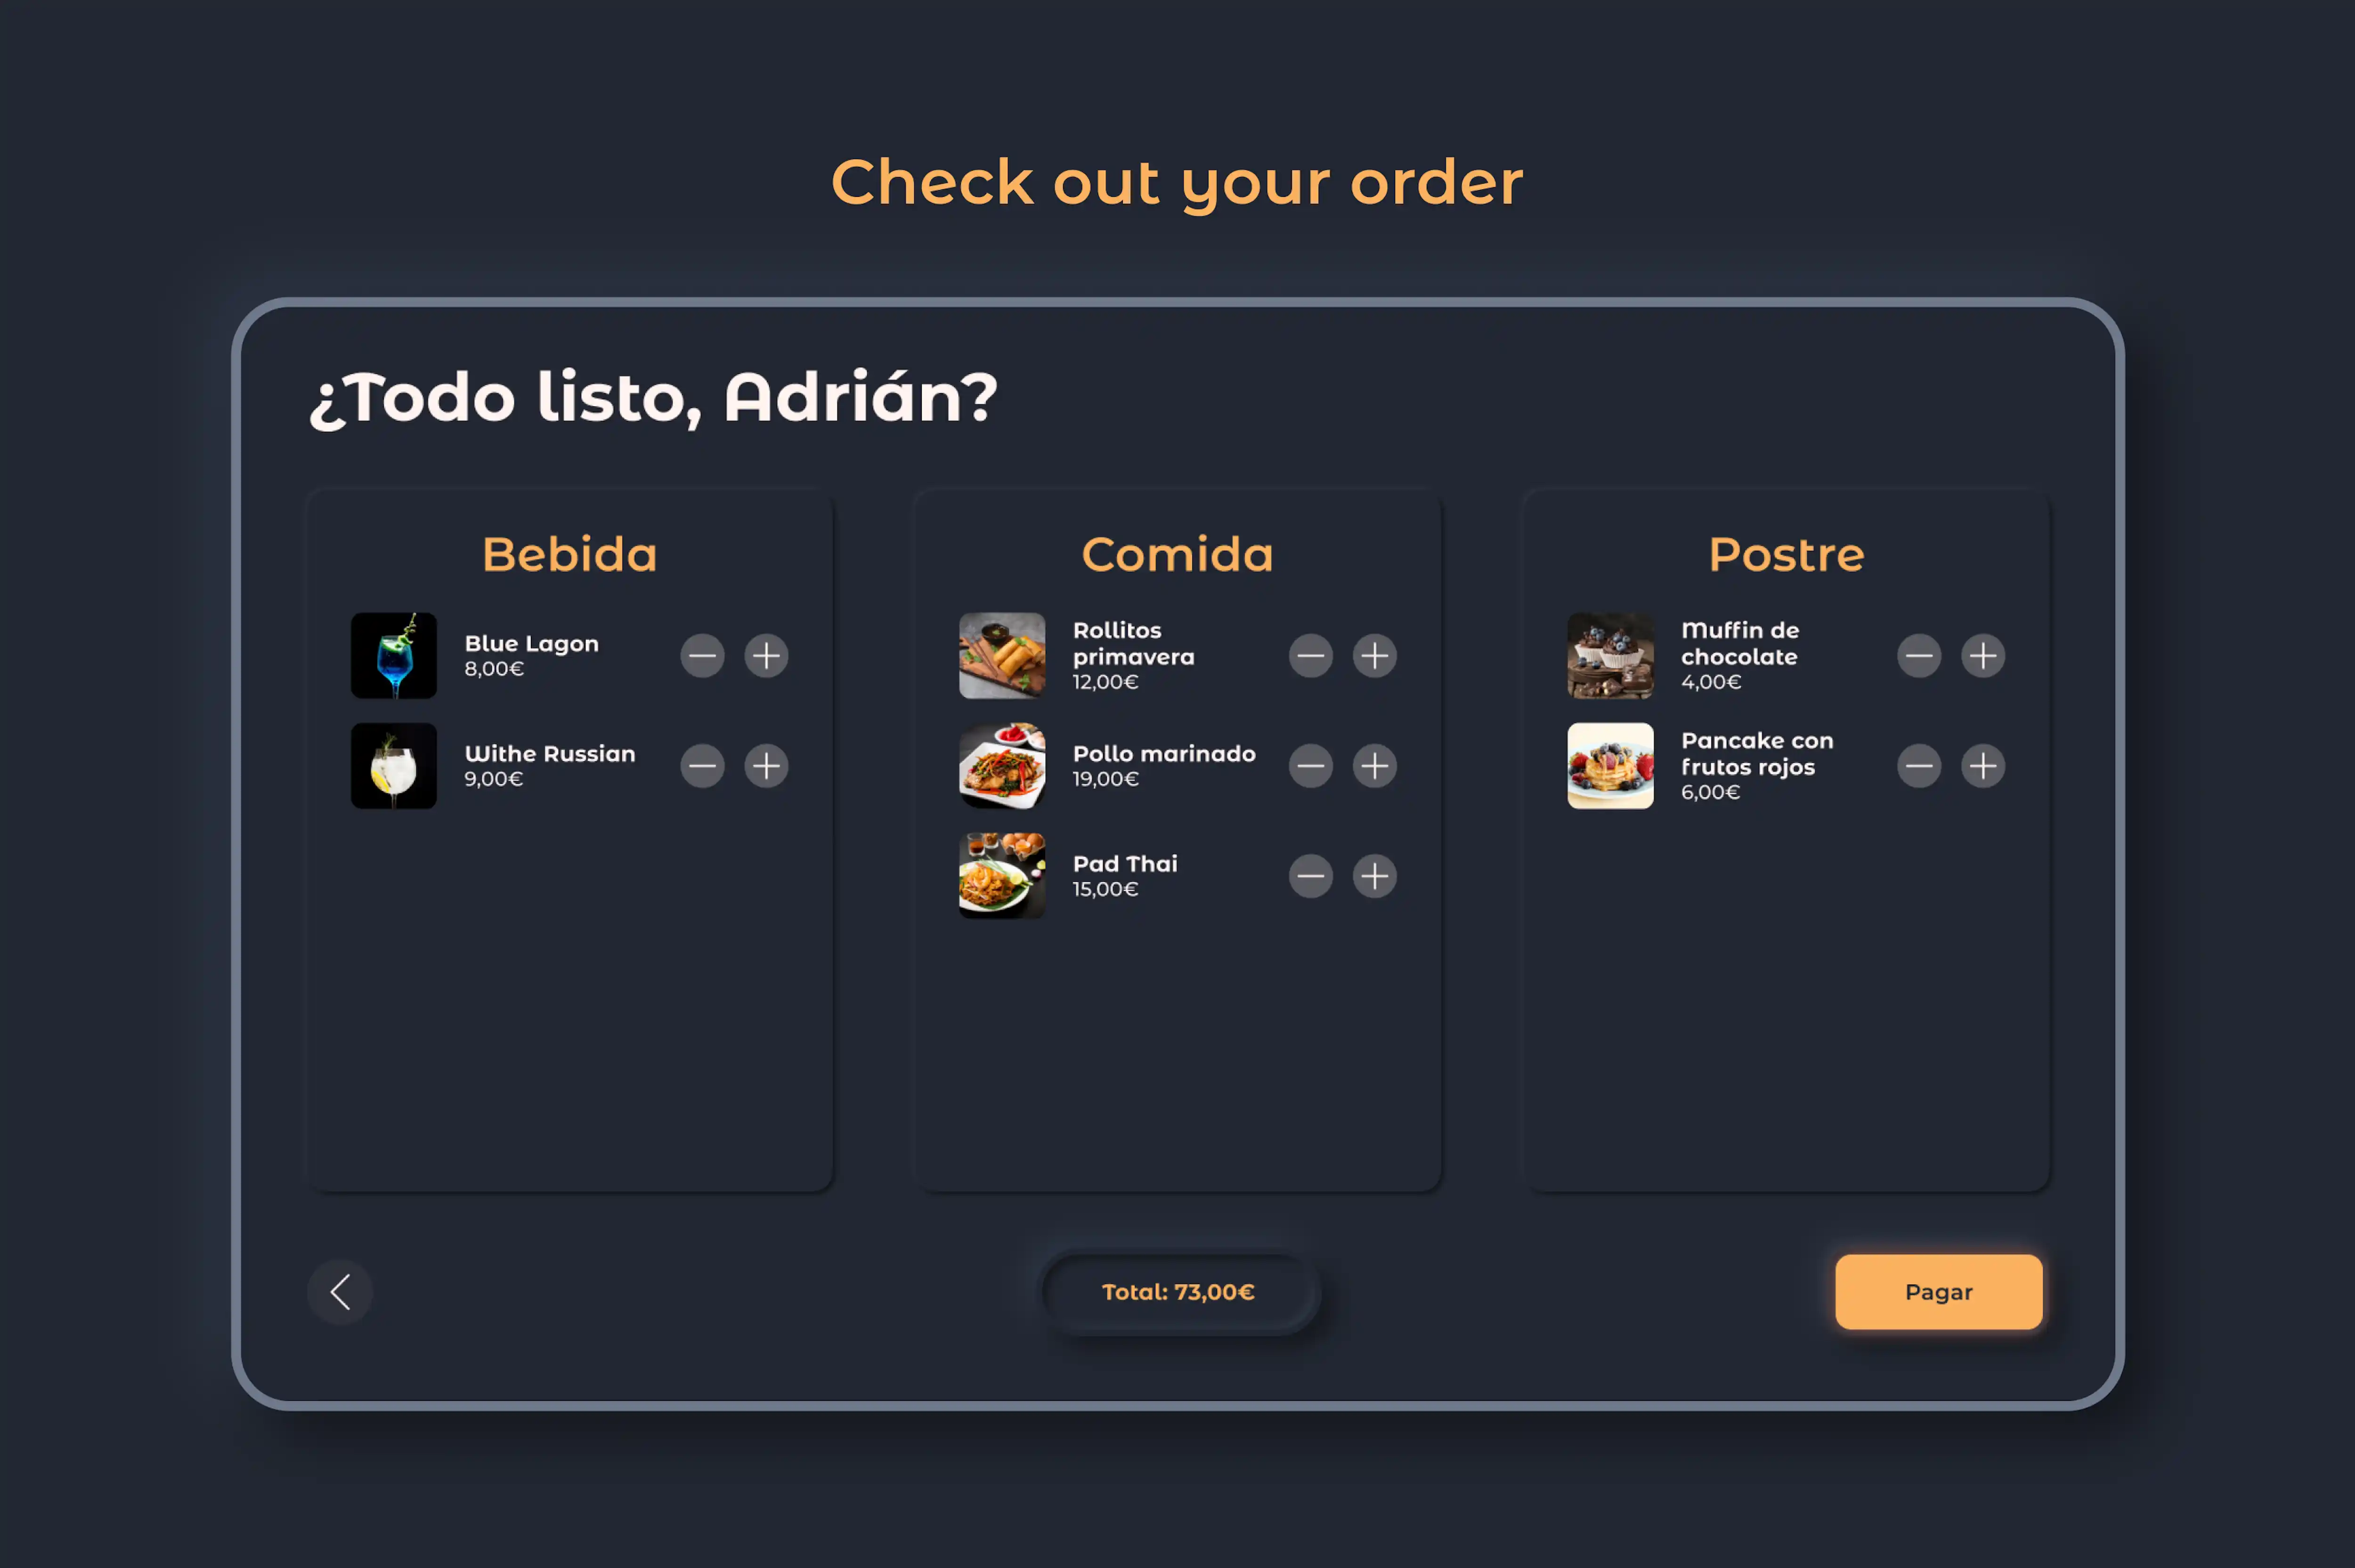 Check out your order
¿Todo listo, Adrián?
Bebida
Blue Lagon
8,00€
Withe Russian
9,00€
Comida
Rollitos
primavera
12,00€
Pollo marinado
19,00€
Pad Thai
15,00€
Postre
Muffin de
chocolate
4,00€
Pancake con
frutos rojos
6,00€
Total: 73,00€
Pagar